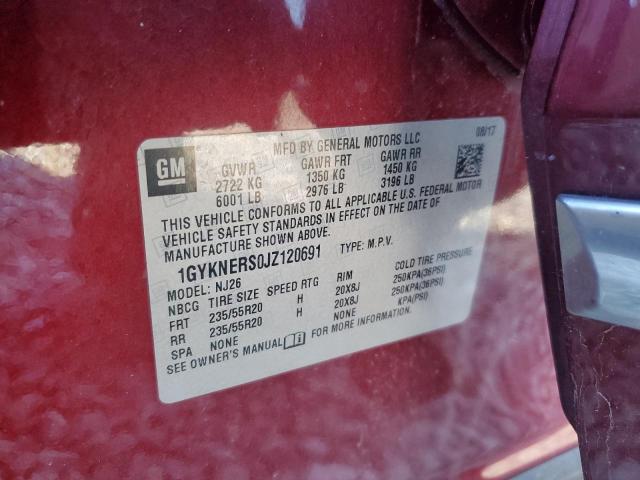 GM
MFD BY GENERAL MOTORS LLC 08/17
GVWR GAWR FRT GAWR RR
2722 KG 1350 KG 1450 KG
6001 LB 2976 LB 3196 LB
THIS VEHICLE CONFORMS TO ALL APPLICABLE U.S. FEDERAL MOTOR
VEHICLE SAFETY STANDARDS IN EFFECT ON THE DATE OF
MANUFACTURE SHOWN ABOVE.
1GYKNERS0JZ120691 TYPE: M.P.V.
MODEL: NJ26
NBCG TIRE SIZE SPEED RTG RIM COLD TIRE PRESSURE
FRT 235/55R20 H 20X8J 250KPA(36PSI)
RR 235/55R20 H 20X8J 250KPA(36PSI)
SPA NONE NONE KPA(PSI)
SEE OWNER'S MANUAL FOR MORE INFORMATION.